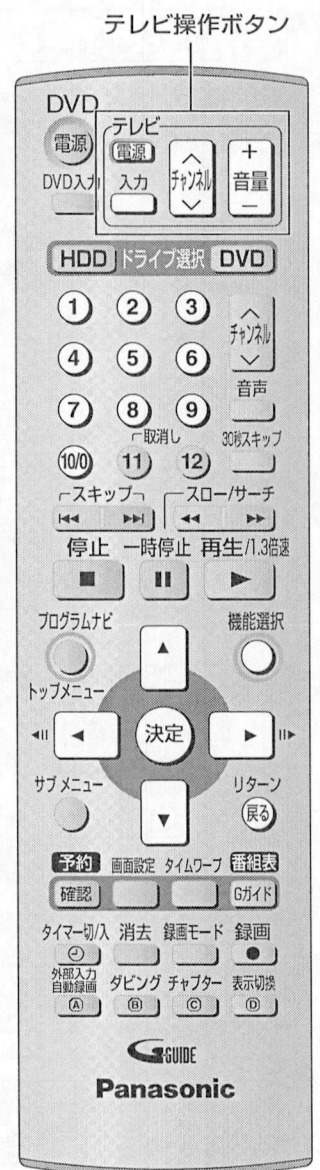 テレビ操作ボタン
DVD
テレビ
電源
電源
DVD入力
入力
チャンネル
+
音量
−
HDD ドライブ選択 DVD
1 2 3
チャンネル
4 5 6
音声
7 8 9
取消し
30秒スキップ
10/0 11 12
スキップ
スロー/サーチ
停止 一時停止 再生/1.3倍速
プログラムナビ
機能選択
トップメニュー
決定
サブ メニュー
リターン
戻る
予約 画面設定 タイムワープ 番組表
確認
Gガイド
タイマー切/入 消去 録画モード 録画
外部入力
自動録画
ダビング チャプター 表示切換
A B C D
G-GUIDE
Panasonic